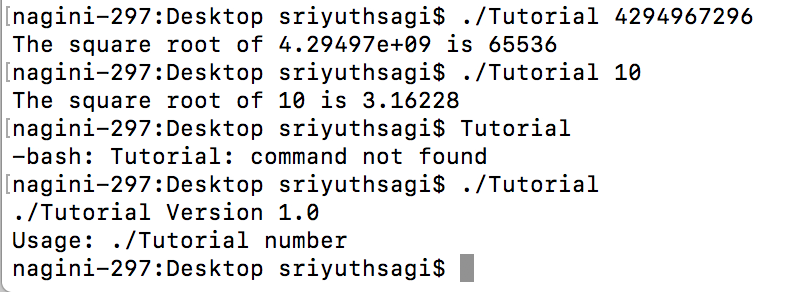 [nagini-297:Desktop sriyuthsagi$ ./Tutorial 4294967296
The square root of 4.29497e+09 is 65536
[nagini-297:Desktop sriyuthsagi$ ./Tutorial 10
The square root of 10 is 3.16228
[nagini-297:Desktop sriyuthsagi$ Tutorial
-bash: Tutorial: command not found
[nagini-297:Desktop sriyuthsagi$ ./Tutorial
./Tutorial Version 1.0
Usage: ./Tutorial number
nagini-297:Desktop sriyuthsagi$